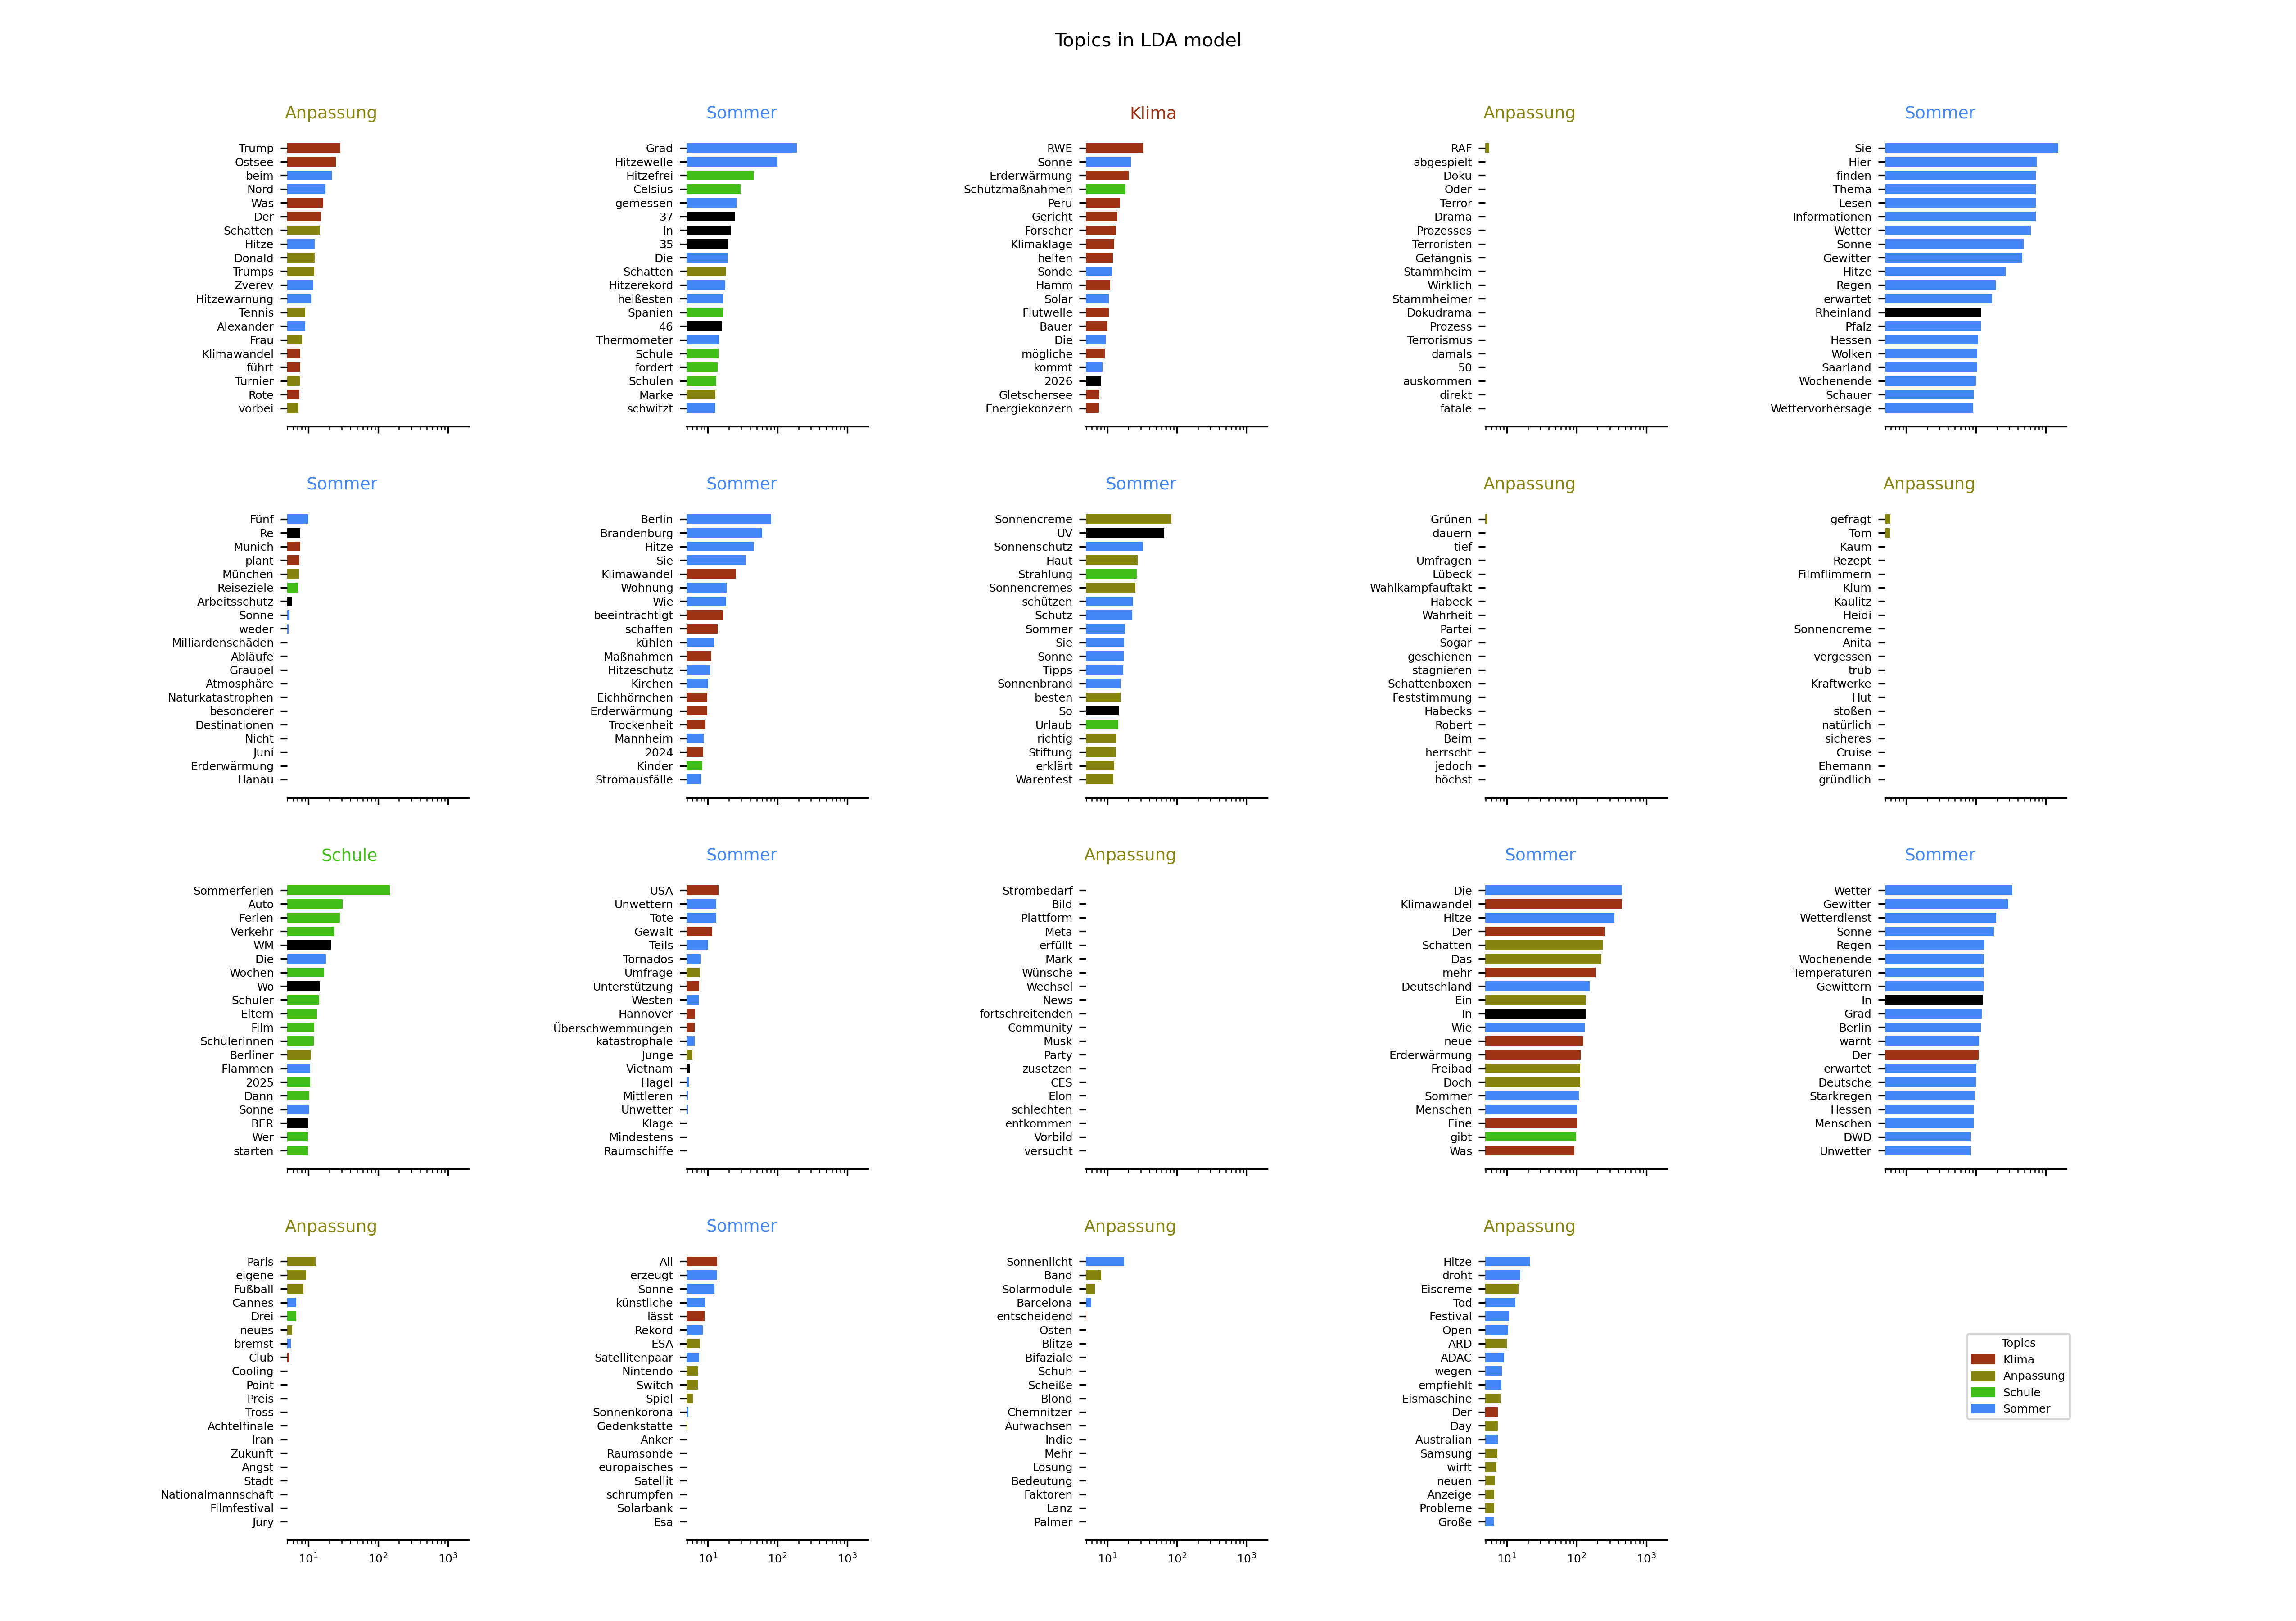 Topics in LDA model
Anpassung
Trump
Ostsee
beim
Nord
Was
Der
Schatten
Hitze
Donald
Trumps
Zverev
Hitzewarnung
Tennis
Alexander
Frau
Klimawandel
führt
Turnier
Rote
vorbei
Sommer
Grad
Hitzewelle
Hitzefrei
Celsius
gemessen
37
In
35
Die
Schatten
Hitzerekord
heißesten
Spanien
46
Thermometer
Schule
fordert
Schulen
Marke
schwitzt
Klima
RWE
Sonne
Erderwärmung
Schutzmaßnahmen
Peru
Gericht
Forscher
Klimaklage
helfen
Sonde
Hamm
Solar
Flutwelle
Bauer
Die
mögliche
kommt
2026
Gletschersee
Energiekonzern
Anpassung
RAF
abgespielt
Doku
Oder
Terror
Drama
Prozesses
Terroristen
Gefängnis
Stammheim
Wirklich
Stammheimer
Dokudrama
Prozess
Terrorismus
damals
50
auskommen
direkt
fatale
Sommer
Sie
Hier
finden
Thema
Lesen
Informationen
Wetter
Sonne
Gewitter
Hitze
Regen
erwartet
Rheinland
Pfalz
Hessen
Wolken
Saarland
Wochenende
Schauer
Wettervorhersage
Sommer
Fünf
Re
Munich
plant
München
Reiseziele
Arbeitsschutz
Sonne
weder
Milliardenschäden
Abläufe
Graupel
Atmosphäre
Naturkatastrophen
besonderer
Destinationen
Nicht
Juni
Erderwärmung
Hanau
Sommer
Berlin
Brandenburg
Hitze
Sie
Klimawandel
Wohnung
Wie
beeinträchtigt
schaffen
kühlen
Maßnahmen
Hitzeschutz
Kirchen
Eichhörnchen
Erderwärmung
Trockenheit
Mannheim
2024
Kinder
Stromausfälle
Sommer
Sonnencreme
UV
Sonnenschutz
Haut
Strahlung
Sonnencremes
schützen
Schutz
Sommer
Sie
Sonne
Tipps
Sonnenbrand
besten
So
Urlaub
richtig
Stiftung
erklärt
Warentest
Anpassung
Grünen
dauern
tief
Umfragen
Lübeck
Wahlkampfauftakt
Habeck
Wahrheit
Partei
Sogar
geschienen
stagnieren
Schattenboxen
Feststimmung
Habecks
Robert
Beim
herrscht
jedoch
höchst
Anpassung
gefragt
Tom
Kaum
Rezept
Filmflimmern
Klum
Kaulitz
Heidi
Sonnencreme
Anita
vergessen
trüb
Kraftwerke
Hut
stoßen
natürlich
sicheres
Cruise
Ehemann
gründlich
Schule
Sommerferien
Auto
Ferien
Verkehr
WM
Die
Wochen
Wo
Schüler
Eltern
Film
Schülerinnen
Berliner
Flammen
2025
Dann
Sonne
BER
Wer
starten
Sommer
USA
Unwettern
Tote
Gewalt
Teils
Tornados
Umfrage
Unterstützung
Westen
Hannover
Überschwemmungen
katastrophale
Junge
Vietnam
Hagel
Mittleren
Unwetter
Klage
Mindestens
Raumschiffe
Anpassung
Strombedarf
Bild
Plattform
Meta
erfüllt
Mark
Wünsche
Wechsel
News
fortschreitenden
Community
Musk
Party
zusetzen
CES
Elon
schlechten
entkommen
Vorbild
versucht
Sommer
Die
Klimawandel
Hitze
Der
Schatten
Das
mehr
Deutschland
Ein
In
Wie
neue
Erderwärmung
Freibad
Doch
Sommer
Menschen
Eine
gibt
Was
Sommer
Wetter
Gewitter
Wetterdienst
Sonne
Regen
Wochenende
Temperaturen
Gewittern
In
Grad
Berlin
warnt
Der
erwartet
Deutsche
Starkregen
Hessen
Menschen
DWD
Unwetter
Anpassung
Paris
eigene
Fußball
Cannes
Drei
neues
bremst
Club
Cooling
Point
Preis
Tross
Achtelfinale
Iran
Zukunft
Angst
Stadt
Nationalmannschaft
Filmfestival
Jury
10¹ 10² 10³
Sommer
All
erzeugt
Sonne
künstliche
lässt
Rekord
ESA
Satellitenpaar
Nintendo
Switch
Spiel
Sonnenkorona
Gedenkstätte
Anker
Raumsonde
europäisches
Satellit
schrumpfen
Solarbank
Esa
10¹ 10² 10³
Anpassung
Sonnenlicht
Band
Solarmodule
Barcelona
entscheidend
Osten
Blitze
Bifaziale
Schuh
Scheiße
Blond
Chemnitzer
Aufwachsen
Indie
Mehr
Lösung
Bedeutung
Faktoren
Lanz
Palmer
10¹ 10² 10³
Anpassung
Hitze
droht
Eiscreme
Tod
Festival
Open
ARD
ADAC
wegen
empfiehlt
Eismaschine
Der
Day
Australian
Samsung
wirft
neuen
Anzeige
Probleme
Große
10¹ 10² 10³
Topics
Klima
Anpassung
Schule
Sommer